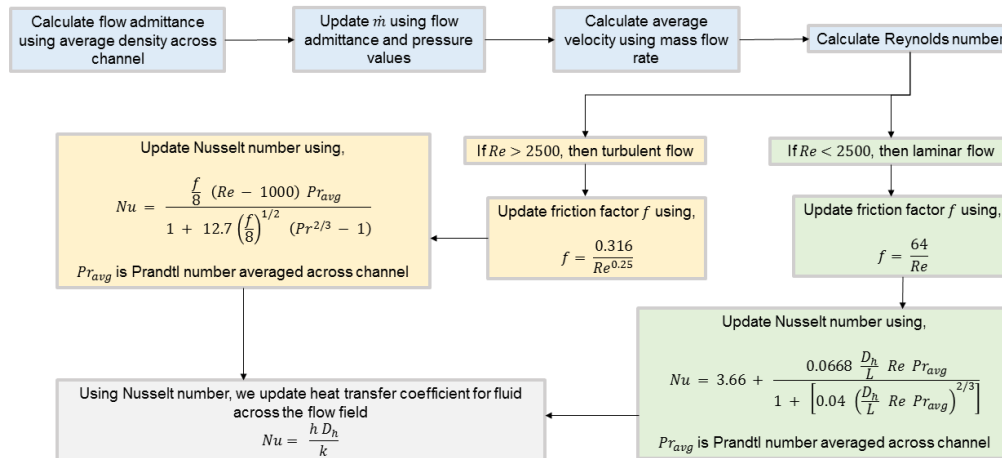 Calculate flow admittance
using average density across
channel
Update ṁ using flow
admittance and pressure
values
Calculate average
velocity using mass flow
rate
Calculate Reynolds number
If Re > 2500, then turbulent flow
If Re < 2500, then laminar flow
Update friction factor f using,
f = 0.316 / Re^0.25
Update friction factor f using,
f = 64 / Re
Update Nusselt number using,
Nu = (f/8 (Re − 1000) Pr_avg) / (1 + 12.7 (f/8)^1/2 (Pr^2/3 − 1))
Pr_avg is Prandtl number averaged across channel
Update Nusselt number using,
Nu = 3.66 + (0.0668 D_h/L Re Pr_avg) / (1 + [0.04 (D_h/L Re Pr_avg)^2/3])
Pr_avg is Prandtl number averaged across channel
Using Nusselt number, we update heat transfer coefficient for fluid
across the flow field
Nu = h D_h / k